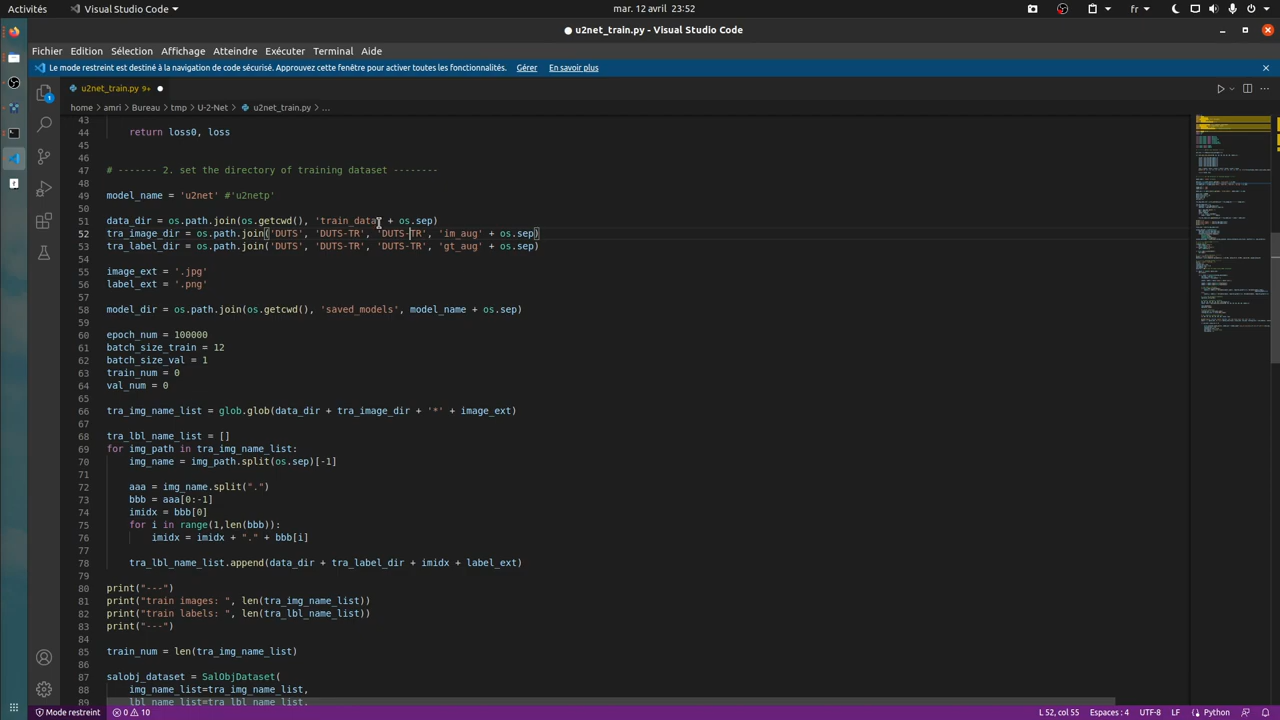 Activités
Visual Studio Code
mar. 12 avril 23:52
fr
u2net_train.py - Visual Studio Code
Fichier Edition Sélection Affichage Atteindre Exécuter Terminal Aide
Le mode restreint est destiné à la navigation de code sécurisé. Approuvez cette fenêtre pour activer toutes les fonctionnalités. Gérer En savoir plus
u2net_train.py 9+
home > amri > Bureau > tmp > U-2-Net > u2net_train.py > ...
43
44 return loss0, loss
45
46
47 # ------- 2. set the directory of training dataset --------
48
49 model_name = 'u2net' #'u2netp'
50
51 data_dir = os.path.join(os.getcwd(), 'train_data' + os.sep)
52 tra_image_dir = os.path.join('DUTS', 'DUTS-TR', 'DUTS-TR', 'im_aug' + os.sep)
53 tra_label_dir = os.path.join('DUTS', 'DUTS-TR', 'DUTS-TR', 'gt_aug' + os.sep)
54
55 image_ext = '.jpg'
56 label_ext = '.png'
57
58 model_dir = os.path.join(os.getcwd(), 'saved_models', model_name + os.sep)
59
60 epoch_num = 100000
61 batch_size_train = 12
62 batch_size_val = 1
63 train_num = 0
64 val_num = 0
65
66 tra_img_name_list = glob.glob(data_dir + tra_image_dir + '*' + image_ext)
67
68 tra_lbl_name_list = []
69 for img_path in tra_img_name_list:
70 img_name = img_path.split(os.sep)[-1]
71
72 aaa = img_name.split(".")
73 bbb = aaa[0:-1]
74 imidx = bbb[0]
75 for i in range(1,len(bbb)):
76 imidx = imidx + "." + bbb[i]
77
78 tra_lbl_name_list.append(data_dir + tra_label_dir + imidx + label_ext)
79
80 print("---")
81 print("train images: ", len(tra_img_name_list))
82 print("train labels: ", len(tra_lbl_name_list))
83 print("---")
84
85 train_num = len(tra_img_name_list)
86
87 salobj_dataset = SalObjDataset(
88 img_name_list=tra_img_name_list,
89 lbl_name_list=tra_lbl_name_list,
Mode restreint 0 10 L 52, col 55 Espaces : 4 UTF-8 LF Python